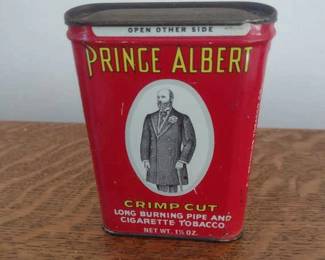 OPEN OTHER SIDE
PRINCE ALBERT
CRIMP CUT
LONG BURNING PIPE AND
CIGARETTE TOBACCO
NET WT. 1½ OZ.